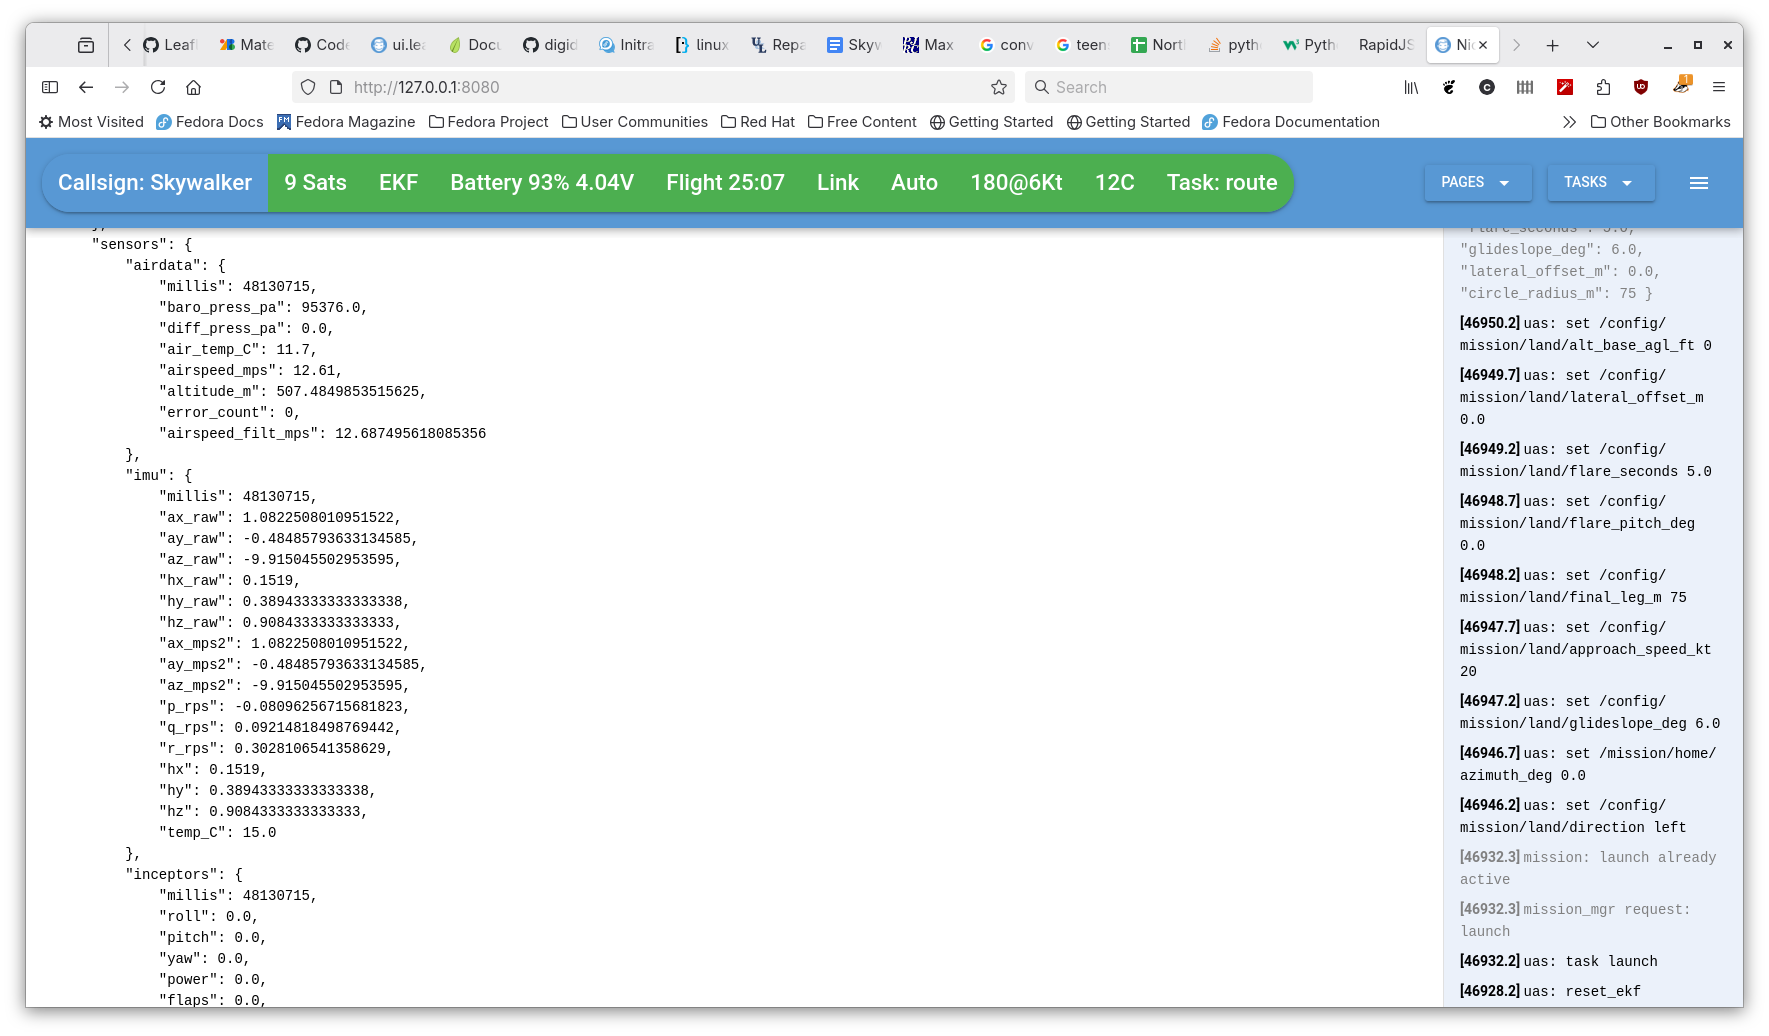 Leaf
Mate
Code
ui.lea
Docu
digid
Initra
linux
Repa
Skyw
Max
conv
teen
Nort
pyth
Pyth
RapidJS
Nic
http://127.0.0.1:8080
Search
1
Most Visited
Fedora Docs
Fedora Magazine
Fedora Project
User Communities
Red Hat
Free Content
Getting Started
Getting Started
Fedora Documentation
Other Bookmarks
Callsign: Skywalker
9 Sats
EKF
Battery 93% 4.04V
Flight 25:07
Link
Auto
180@6Kt
12C
Task: route
PAGES
TASKS
"sensors": {
"airdata": {
"millis": 48130715,
"baro_press_pa": 95376.0,
"diff_press_pa": 0.0,
"air_temp_C": 11.7,
"airspeed_mps": 12.61,
"altitude_m": 507.4849853515625,
"error_count": 0,
"airspeed_filt_mps": 12.687495618085356
},
"imu": {
"millis": 48130715,
"ax_raw": 1.0822508010951522,
"ay_raw": -0.48485793633134585,
"az_raw": -9.915045502953595,
"hx_raw": 0.1519,
"hy_raw": 0.38943333333333338,
"hz_raw": 0.9084333333333333,
"ax_mps2": 1.0822508010951522,
"ay_mps2": -0.48485793633134585,
"az_mps2": -9.915045502953595,
"p_rps": -0.08096256715681823,
"q_rps": 0.09214818498769442,
"r_rps": 0.3028106541358629,
"hx": 0.1519,
"hy": 0.38943333333333338,
"hz": 0.9084333333333333,
"temp_C": 15.0
},
"inceptors": {
"millis": 48130715,
"roll": 0.0,
"pitch": 0.0,
"yaw": 0.0,
"power": 0.0,
"flaps": 0.0,
"flare_seconds": 5.0,
"glideslope_deg": 6.0,
"lateral_offset_m": 0.0,
"circle_radius_m": 75 }
[46950.2] uas: set /config/
mission/land/alt_base_agl_ft 0
[46949.7] uas: set /config/
mission/land/lateral_offset_m
0.0
[46949.2] uas: set /config/
mission/land/flare_seconds 5.0
[46948.7] uas: set /config/
mission/land/flare_pitch_deg
0.0
[46948.2] uas: set /config/
mission/land/final_leg_m 75
[46947.7] uas: set /config/
mission/land/approach_speed_kt
20
[46947.2] uas: set /config/
mission/land/glideslope_deg 6.0
[46946.7] uas: set /mission/home/
azimuth_deg 0.0
[46946.2] uas: set /config/
mission/land/direction left
[46932.3] mission: launch already
active
[46932.3] mission_mgr request:
launch
[46932.2] uas: task launch
[46928.2] uas: reset_ekf